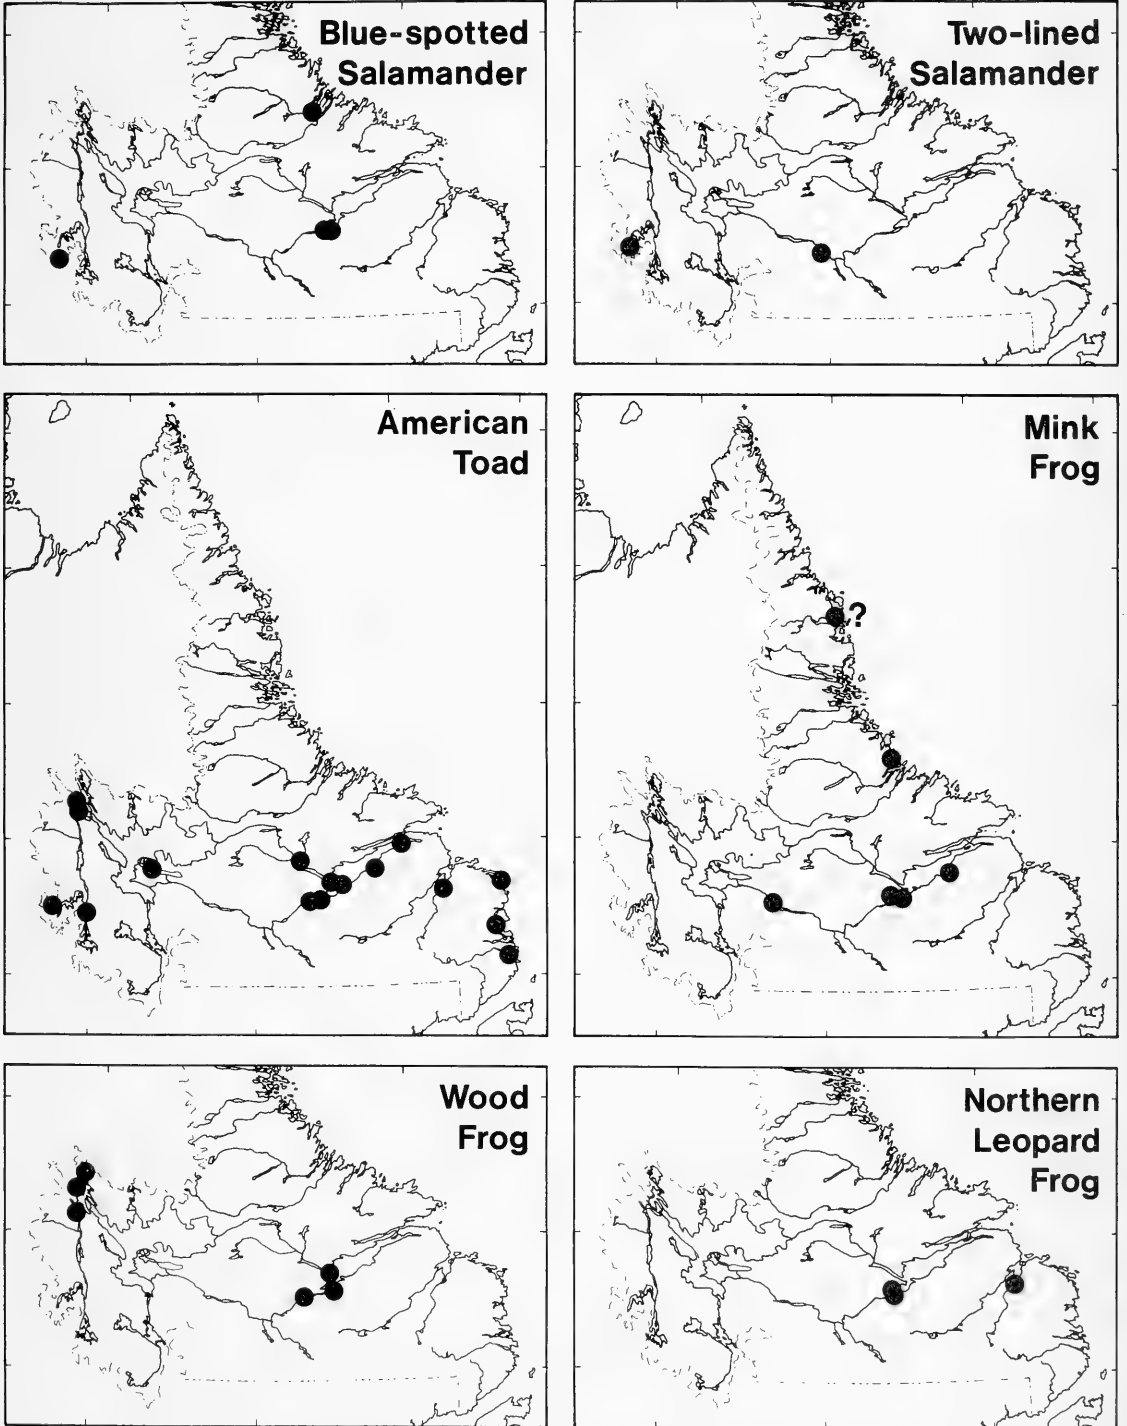 Blue-spotted
Salamander
Two-lined
Salamander
American
Toad
Mink
Frog
?
Wood
Frog
Northern
Leopard
Frog